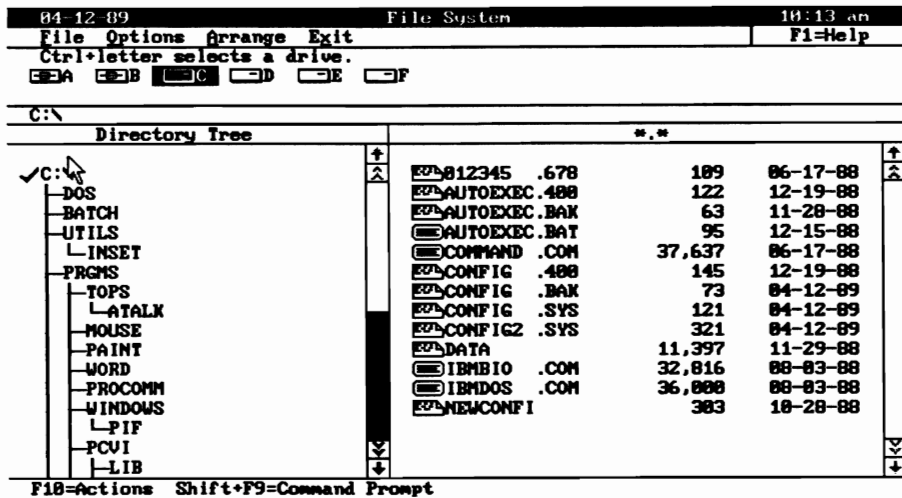 04-12-89 File System 10:13 am
File Options Arrange Exit F1=Help
Ctrl+letter selects a drive.
A B C D E F
C:\
Directory Tree *.*
C:\
DOS
BATCH
UTILS
INSET
PRGMS
TOPS
ATALK
MOUSE
PAINT
WORD
PROCOMM
WINDOWS
PIF
PCVI
LIB
012345 .678 109 06-17-88
AUTOEXEC.400 122 12-19-88
AUTOEXEC.BAK 63 11-28-88
AUTOEXEC.BAT 95 12-15-88
COMMAND .COM 37,637 06-17-88
CONFIG .400 145 12-19-88
CONFIG .BAK 73 04-12-89
CONFIG .SYS 121 04-12-89
CONFIG2 .SYS 321 04-12-89
DATA 11,397 11-29-88
IBMBIO .COM 32,816 08-03-88
IBMDOS .COM 36,000 08-03-88
NEWCONFI 303 10-28-88
F10=Actions Shift+F9=Command Prompt